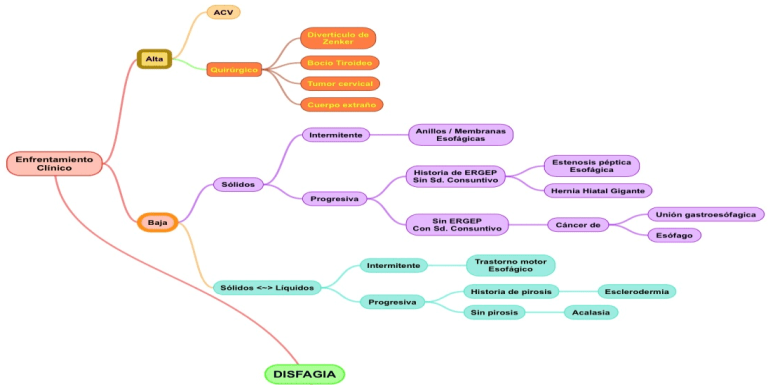 ACV
Alta
Quirúrgico
Divertículo de
Zenker
Bocio Tiroideo
Tumor cervical
Cuerpo extraño
Enfrentamiento
Clínico
Baja
Sólidos
Intermitente
Anillos / Membranas
Esofágicas
Progresiva
Historia de ERGEP
Sin Sd. Consuntivo
Estenosis péptica
Esofágica
Hernia Hiatal Gigante
Sin ERGEP
Con Sd. Consuntivo
Cáncer de
Unión gastroesófagica
Esófago
Sólidos <~> Líquidos
Intermitente
Trastorno motor
Esofágico
Progresiva
Historia de pirosis
Esclerodermia
Sin pirosis
Acalasia
DISFAGIA